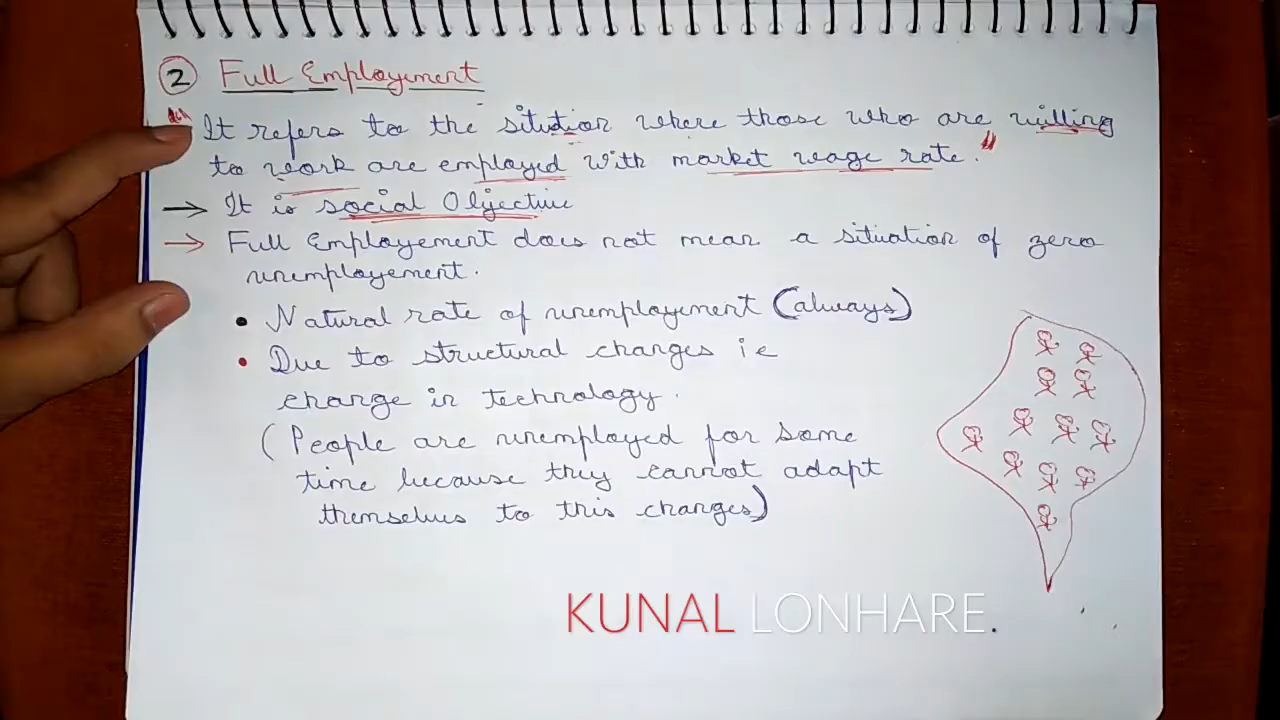 2 Full Employement
"It refers to the situation where those who are willing
to work are employed with market wage rate."
→ It is social Objective
→ Full Employement does not mean a situation of zero
unemployement.
• Natural rate of unemployement (always)
• Due to structural changes ie
change in technology.
(People are unemployed for some
time because they cannot adapt
themselves to this changes)
KUNAL LONHARE.